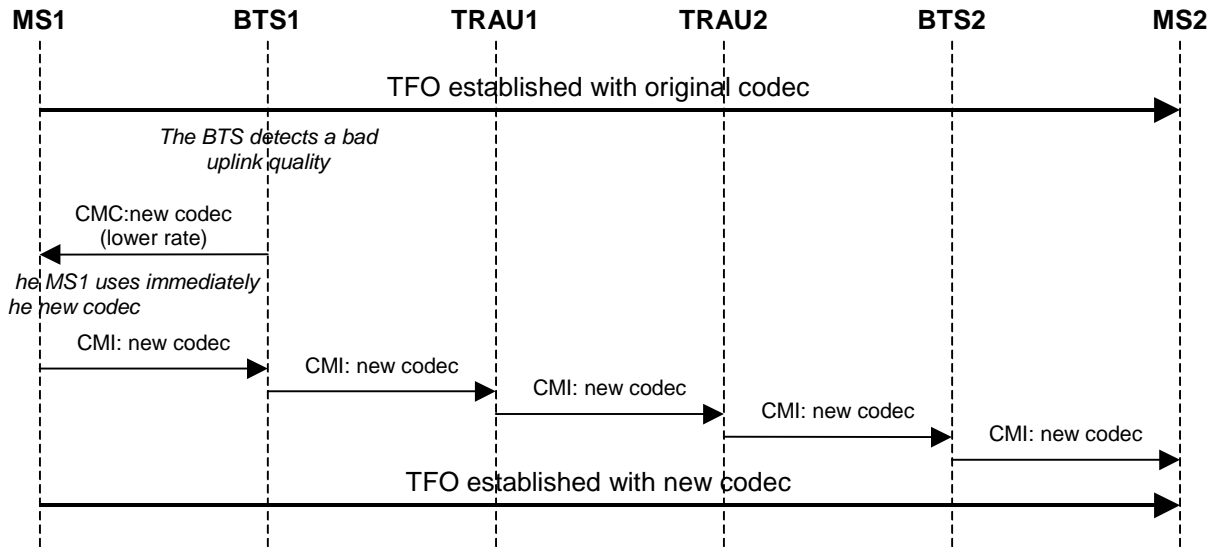 MS1 BTS1 TRAU1 TRAU2 BTS2 MS2
TFO established with original codec
The BTS detects a bad
uplink quality
CMC:new codec
(lower rate)
he MS1 uses immediately
he new codec
CMI: new codec
CMI: new codec
CMI: new codec
CMI: new codec
CMI: new codec
TFO established with new codec